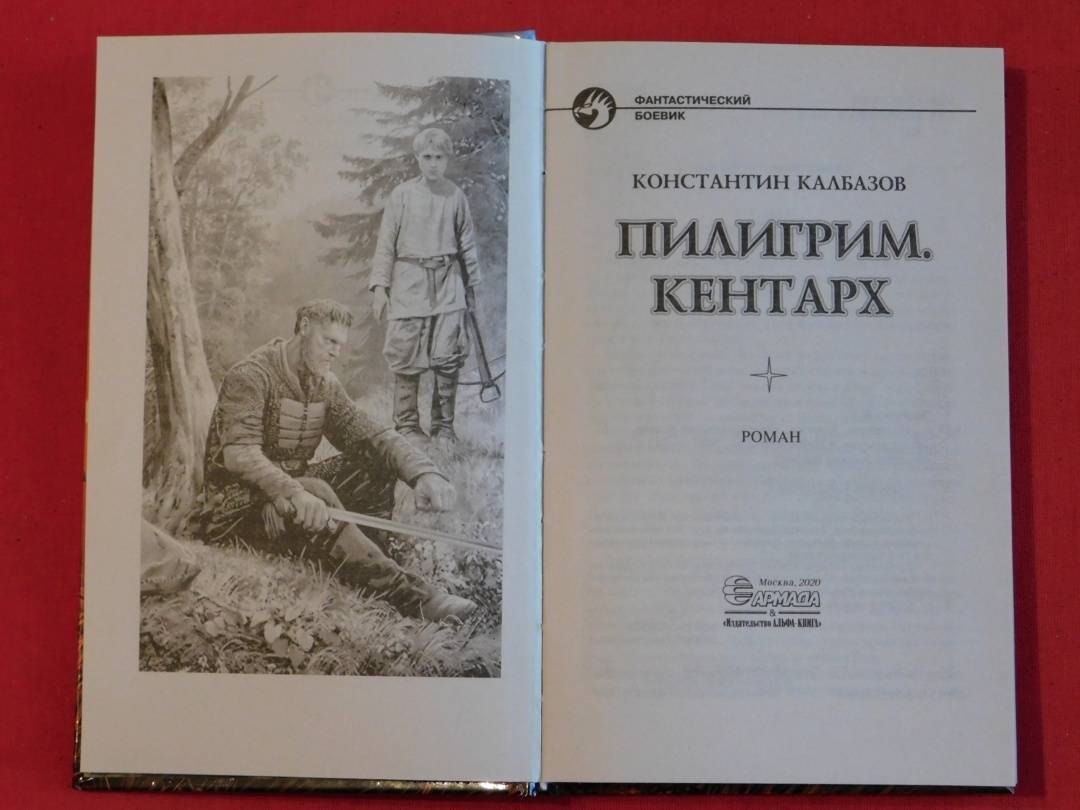 ФАНТАСТИЧЕСКИЙ
БОЕВИК
КОНСТАНТИН КАЛБАЗОВ
ПИЛИГРИМ.
КЕНТАРХ
РОМАН
Москва, 2020
АРМАДА
&
«Издательство АЛЬФА-КНИГА»